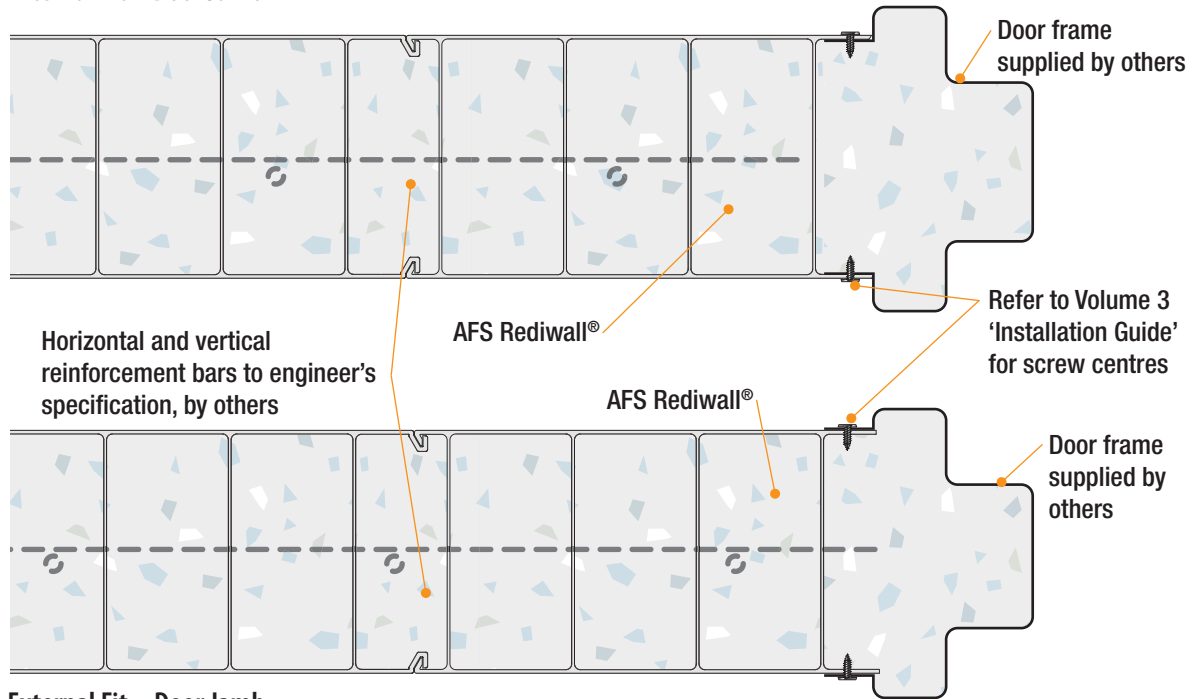 Door frame
supplied by others
Refer to Volume 3
‘Installation Guide’
for screw centres
AFS Rediwall®
Horizontal and vertical
reinforcement bars to engineer’s
specification, by others
AFS Rediwall®
Door frame
supplied by
others
External Fit – Door Jamb